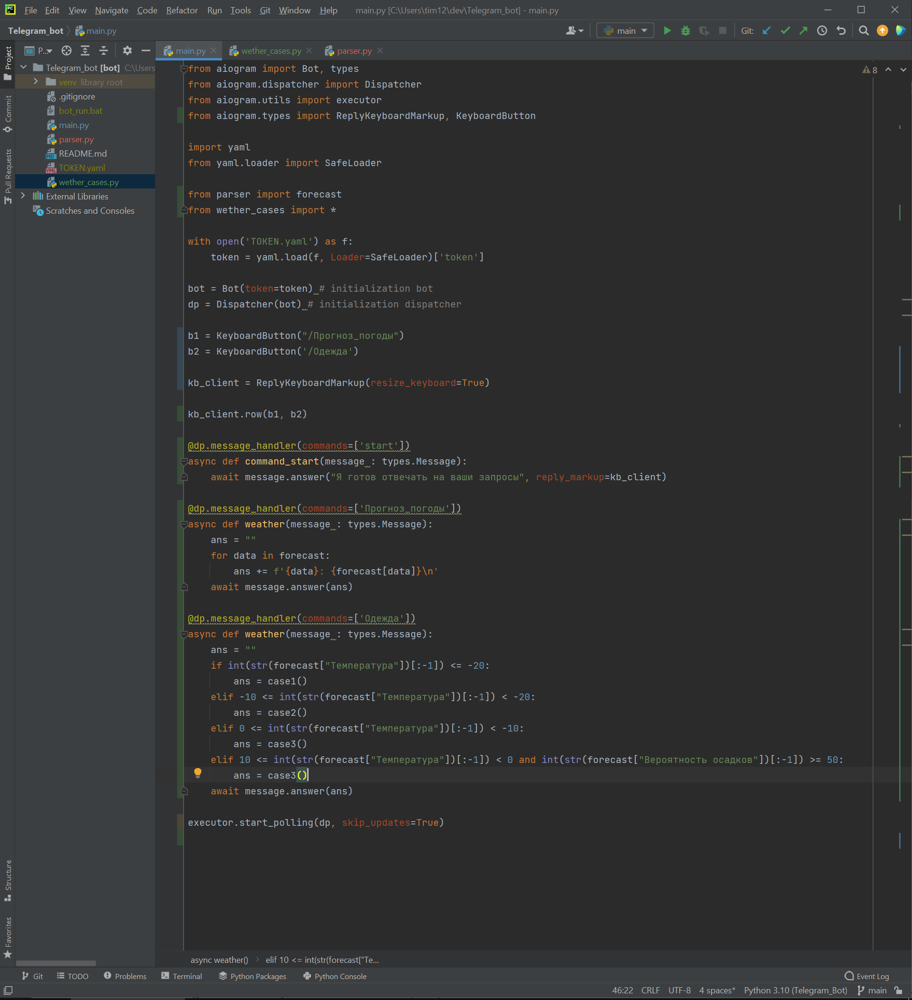 File Edit View Navigate Code Refactor Run Tools Git Window Help main.py [C:\Users\tim12\dev\Telegram_bot] - main.py
Telegram_bot main.py main Git:
P... main.py wether_cases.py parser.py
Project
Commit
Pull Requests
Structure
Favorites
Telegram_bot [bot] C:\Users
venv library root
.gitignore
bot_run.bat
main.py
parser.py
README.md
TOKEN.yaml
wether_cases.py
External Libraries
Scratches and Consoles
8
from aiogram import Bot, types
from aiogram.dispatcher import Dispatcher
from aiogram.utils import executor
from aiogram.types import ReplyKeyboardMarkup, KeyboardButton
import yaml
from yaml.loader import SafeLoader
from parser import forecast
from wether_cases import *
with open('TOKEN.yaml') as f:
    token = yaml.load(f, Loader=SafeLoader)['token']
bot = Bot(token=token) # initialization bot
dp = Dispatcher(bot) # initialization dispatcher
b1 = KeyboardButton("/Прогноз_погоды")
b2 = KeyboardButton('/Одежда')
kb_client = ReplyKeyboardMarkup(resize_keyboard=True)
kb_client.row(b1, b2)
@dp.message_handler(commands=['start'])
async def command_start(message : types.Message):
    await message.answer("Я готов отвечать на ваши запросы", reply_markup=kb_client)
@dp.message_handler(commands=['Прогноз_погоды'])
async def weather(message : types.Message):
    ans = ""
    for data in forecast:
        ans += f'{data}: {forecast[data]}\n'
    await message.answer(ans)
@dp.message_handler(commands=['Одежда'])
async def weather(message : types.Message):
    ans = ""
    if int(str(forecast["Температура"])[:-1]) <= -20:
        ans = case1()
    elif -10 <= int(str(forecast["Температура"])[:-1]) < -20:
        ans = case2()
    elif 0 <= int(str(forecast["Температура"])[:-1]) < -10:
        ans = case3()
    elif 10 <= int(str(forecast["Температура"])[:-1]) < 0 and int(str(forecast["Вероятность осадков"])[:-1]) >= 50:
        ans = case3()
    await message.answer(ans)
executor.start_polling(dp, skip_updates=True)
async weather() elif 10 <= int(str(forecast["Te...
Git TODO Problems Terminal Python Packages Python Console Event Log
46:22 CRLF UTF-8 4 spaces* Python 3.10 (Telegram_Bot) main